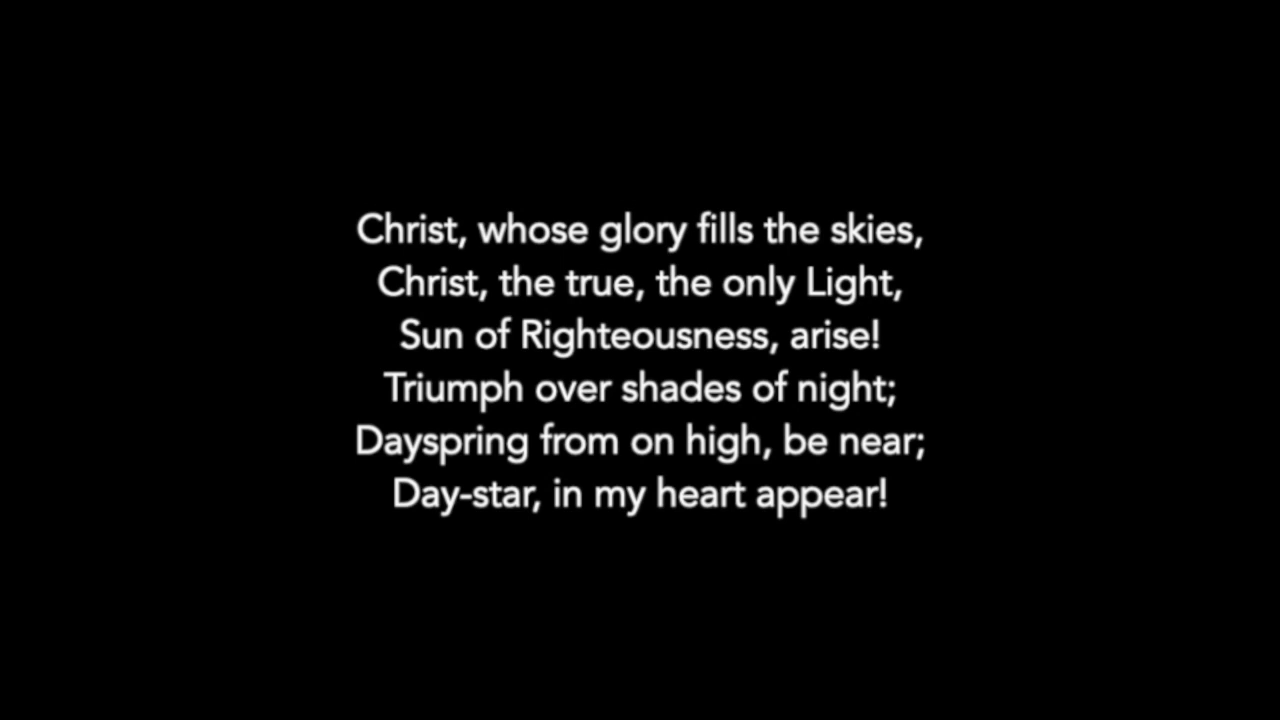 Christ, whose glory fills the skies,
Christ, the true, the only Light,
Sun of Righteousness, arise!
Triumph over shades of night;
Dayspring from on high, be near;
Day-star, in my heart appear!